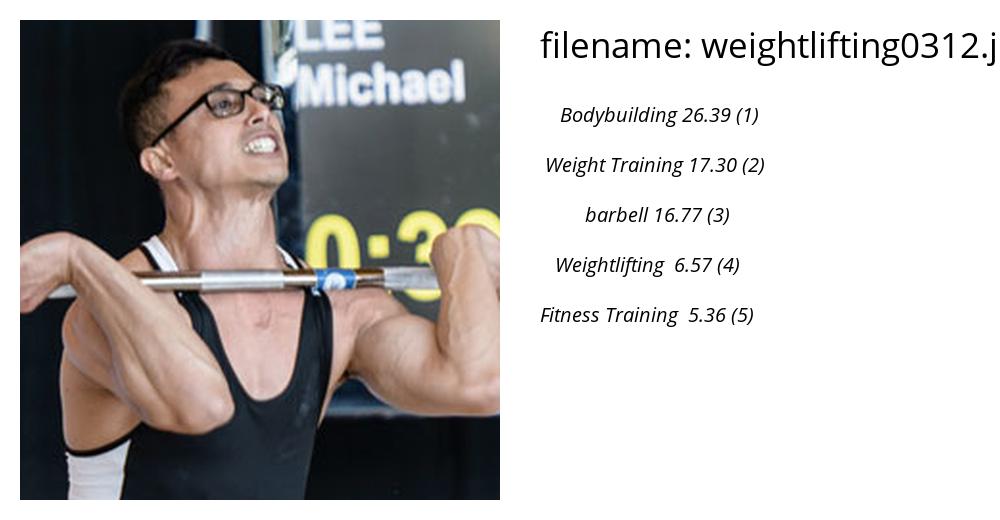 LEE
Michael
filename: weightlifting0312.j
Bodybuilding 26.39 (1)
Weight Training 17.30 (2)
barbell 16.77 (3)
Weightlifting 6.57 (4)
Fitness Training 5.36 (5)